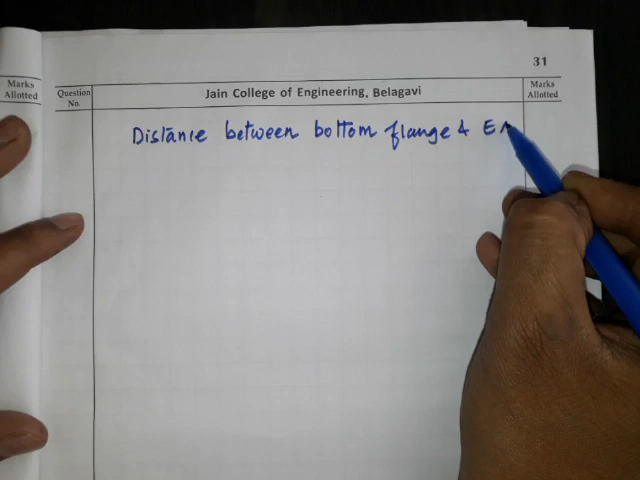 31
Marks
Allotted
Question
No.
Jain College of Engineering, Belagavi
Marks
Allotted
Distance between bottom flange &